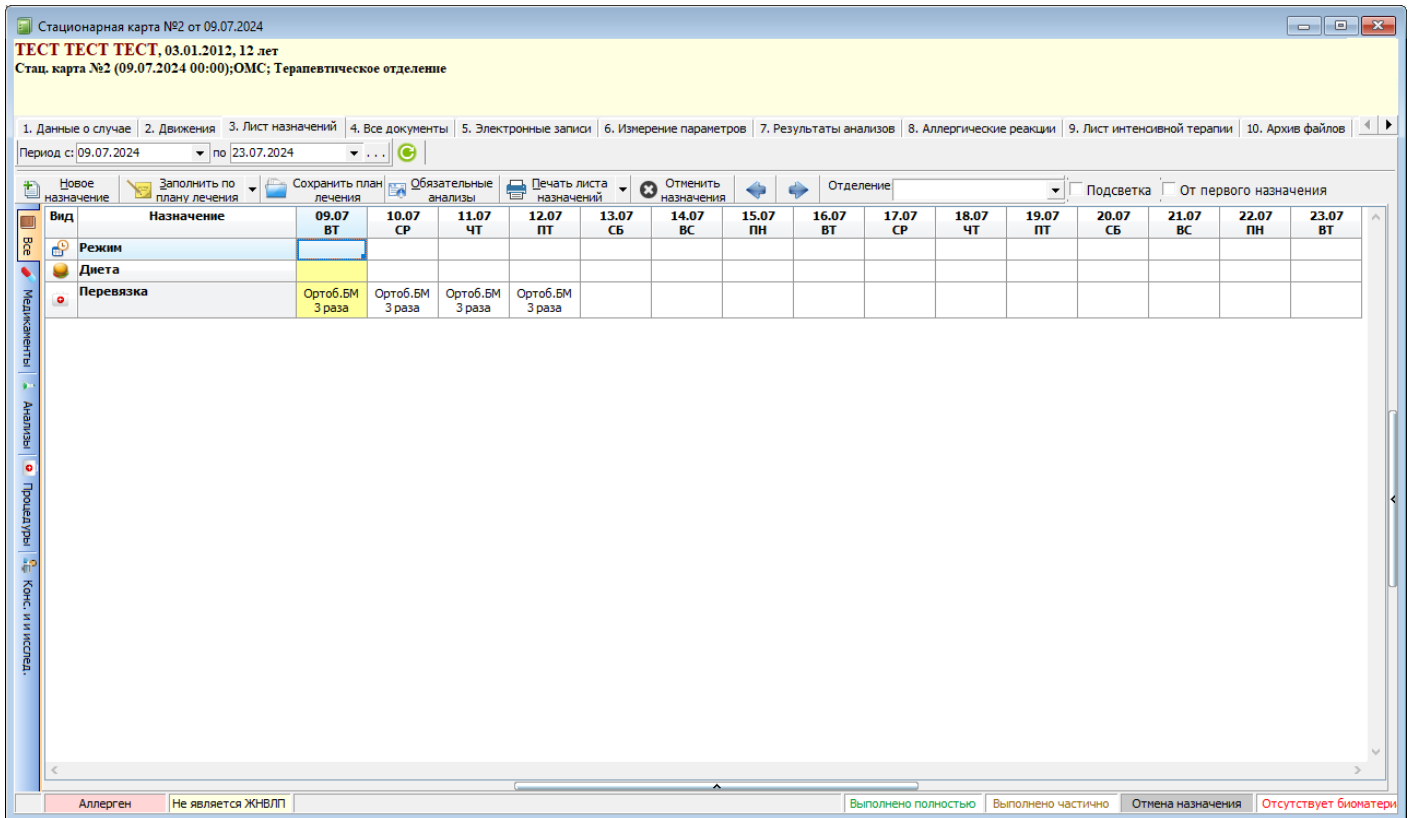 Стационарная карта №2 от 09.07.2024
ТЕСТ ТЕСТ ТЕСТ, 03.01.2012, 12 лет
Стац. карта №2 (09.07.2024 00:00);ОМС; Терапевтическое отделение
1. Данные о случае 2. Движения 3. Лист назначений 4. Все документы 5. Электронные записи 6. Измерение параметров 7. Результаты анализов 8. Аллергические реакции 9. Лист интенсивной терапии 10. Архив файлов
Период с: 09.07.2024 по 23.07.2024 ...
Новое назначение Заполнить по плану лечения Сохранить план лечения Обязательные анализы Печать листа назначений Отменить назначения Отделение Подсветка От первого назначения
Вид Назначение 09.07 10.07 11.07 12.07 13.07 14.07 15.07 16.07 17.07 18.07 19.07 20.07 21.07 22.07 23.07
ВТ СР ЧТ ПТ СБ ВС ПН ВТ СР ЧТ ПТ СБ ВС ПН ВТ
Режим
Диета
Перевязка Ортоб.БМ Ортоб.БМ Ортоб.БМ Ортоб.БМ
3 раза 3 раза 3 раза 3 раза
Все
Медикаменты
Анализы
Процедуры
Конс. и и исслед.
Аллерген Не является ЖНВЛП Выполнено полностью Выполнено частично Отмена назначения Отсутствует биоматери